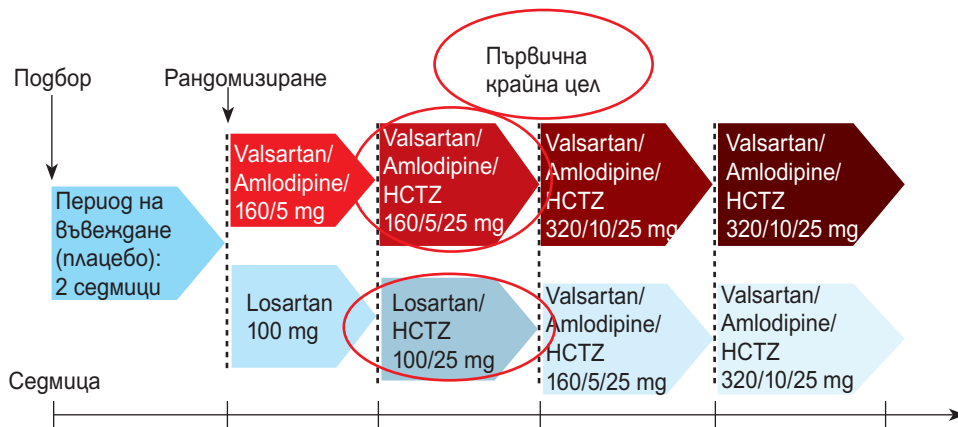 Първична
крайна цел
Подбор
Рандомизиране
Valsartan/
Amlodipine/
160/5 mg
Valsartan/
Amlodipine/
HCTZ
160/5/25 mg
Valsartan/
Amlodipine/
HCTZ
320/10/25 mg
Valsartan/
Amlodipine/
HCTZ
320/10/25 mg
Период на
въвеждане
(плацебо):
2 седмици
Losartan
100 mg
Losartan/
HCTZ
100/25 mg
Valsartan/
Amlodipine/
HCTZ
160/5/25 mg
Valsartan/
Amlodipine/
HCTZ
320/10/25 mg
Седмица